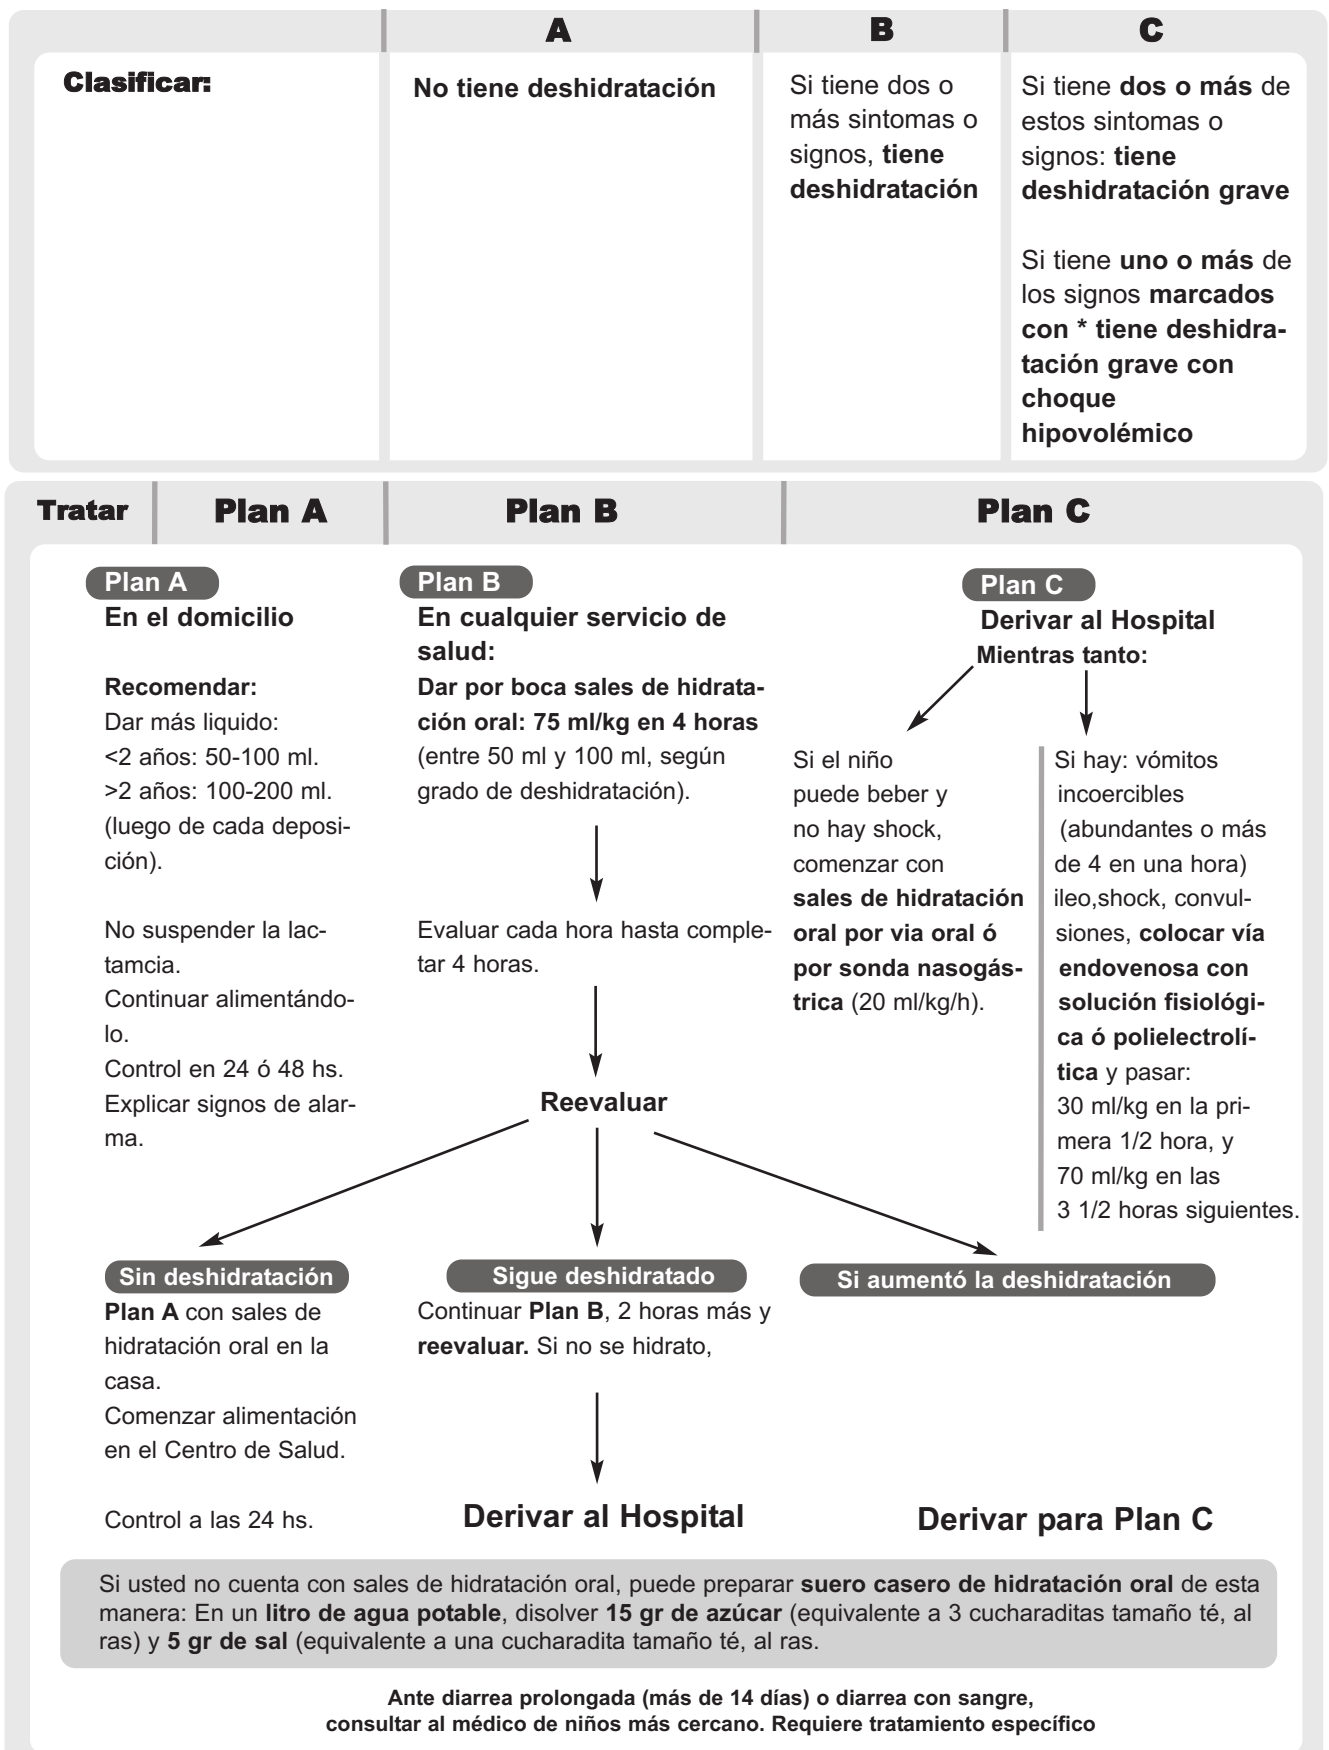 A
B
C
Clasificar:
No tiene deshidratación
Si tiene dos o
más sintomas o
signos, tiene
deshidratación
Si tiene dos o más de
estos sintomas o
signos: tiene
deshidratación grave
Si tiene uno o más de
los signos marcados
con * tiene deshidra-
tación grave con
choque
hipovolémico
Tratar
Plan A
Plan B
Plan C
Plan A
En el domicilio
Recomendar:
Dar más liquido:
<2 años: 50-100 ml.
>2 años: 100-200 ml.
(luego de cada deposi-
ción).
No suspender la lac-
tamcia.
Continuar alimentándo-
lo.
Control en 24 ó 48 hs.
Explicar signos de alar-
ma.
Plan B
En cualquier servicio de
salud:
Dar por boca sales de hidrata-
ción oral: 75 ml/kg en 4 horas
(entre 50 ml y 100 ml, según
grado de deshidratación).
Evaluar cada hora hasta comple-
tar 4 horas.
Reevaluar
Plan C
Derivar al Hospital
Mientras tanto:
Si el niño
puede beber y
no hay shock,
comenzar con
sales de hidratación
oral por via oral ó
por sonda nasogás-
trica (20 ml/kg/h).
Si hay: vómitos
incoercibles
(abundantes o más
de 4 en una hora)
ileo,shock, convul-
siones, colocar vía
endovenosa con
solución fisiológi-
ca ó polielectrolí-
tica y pasar:
30 ml/kg en la pri-
mera 1/2 hora, y
70 ml/kg en las
3 1/2 horas siguientes.
Sin deshidratación
Plan A con sales de
hidratación oral en la
casa.
Comenzar alimentación
en el Centro de Salud.
Control a las 24 hs.
Sigue deshidratado
Continuar Plan B, 2 horas más y
reevaluar. Si no se hidrato,
Derivar al Hospital
Si aumentó la deshidratación
Derivar para Plan C
Si usted no cuenta con sales de hidratación oral, puede preparar suero casero de hidratación oral de esta
manera: En un litro de agua potable, disolver 15 gr de azúcar (equivalente a 3 cucharaditas tamaño té, al
ras) y 5 gr de sal (equivalente a una cucharadita tamaño té, al ras.
Ante diarrea prolongada (más de 14 días) o diarrea con sangre,
consultar al médico de niños más cercano. Requiere tratamiento específico